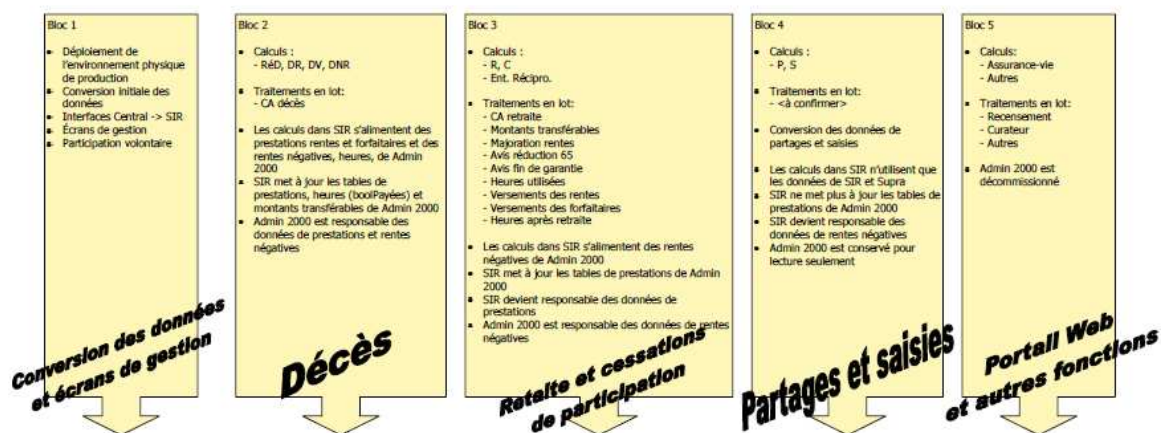 Bloc 1
• Déploiement de
l'environnement physique
de production
• Conversion initiale des
données
• Interfaces Central -> SIR
• Écrans de gestion
• Participation volontaire
Conversion des données
et écrans de gestion
Bloc 2
• Calculs :
- RéD, DR, DV, DNR
• Traitements en lot:
- CA décès
• Les calculs dans SIR s'alimentent des
prestations rentes et forfaitaires et des
rentes négatives, heures, de Admin
2000
• SIR met à jour les tables de
prestations, heures (boolPayées) et
montants transférables de Admin 2000
• Admin 2000 est responsable des
données de prestations et rentes
négatives
Décès
Bloc 3
• Calculs :
- R, C
- Ent. Récipro.
• Traitements en lot:
- CA retraite
- Montants transférables
- Majoration rentes
- Avis réduction 65
- Avis fin de garantie
- Heures utilisées
- Versements des rentes
- Versements des forfaitaires
- Heures après retraite
• Les calculs dans SIR s'alimentent des rentes
négatives de Admin 2000
• SIR met à jour les tables de prestations de Admin
2000
• SIR devient responsable des données de
prestations
• Admin 2000 est responsable des données de rentes
négatives
Retaite et cessations
de participation
Bloc 4
• Calculs :
- P, S
• Traitements en lot:
- <à confirmer>
• Conversion des données de
partages et saisies
• Les calculs dans SIR n'utilisent que
les données de SIR et Supra
• SIR ne met plus à jour les tables de
prestations de Admin 2000
• SIR devient responsable des
données de rentes négatives
• Admin 2000 est conservé pour
lecture seulement
Partages et saisies
Bloc 5
• Calculs:
- Assurance-vie
- Autres
• Traitements en lot:
- Recensement
- Curateur
- Autres
• Admin 2000 est
décommissionné
Portail Web
et autres fonctions